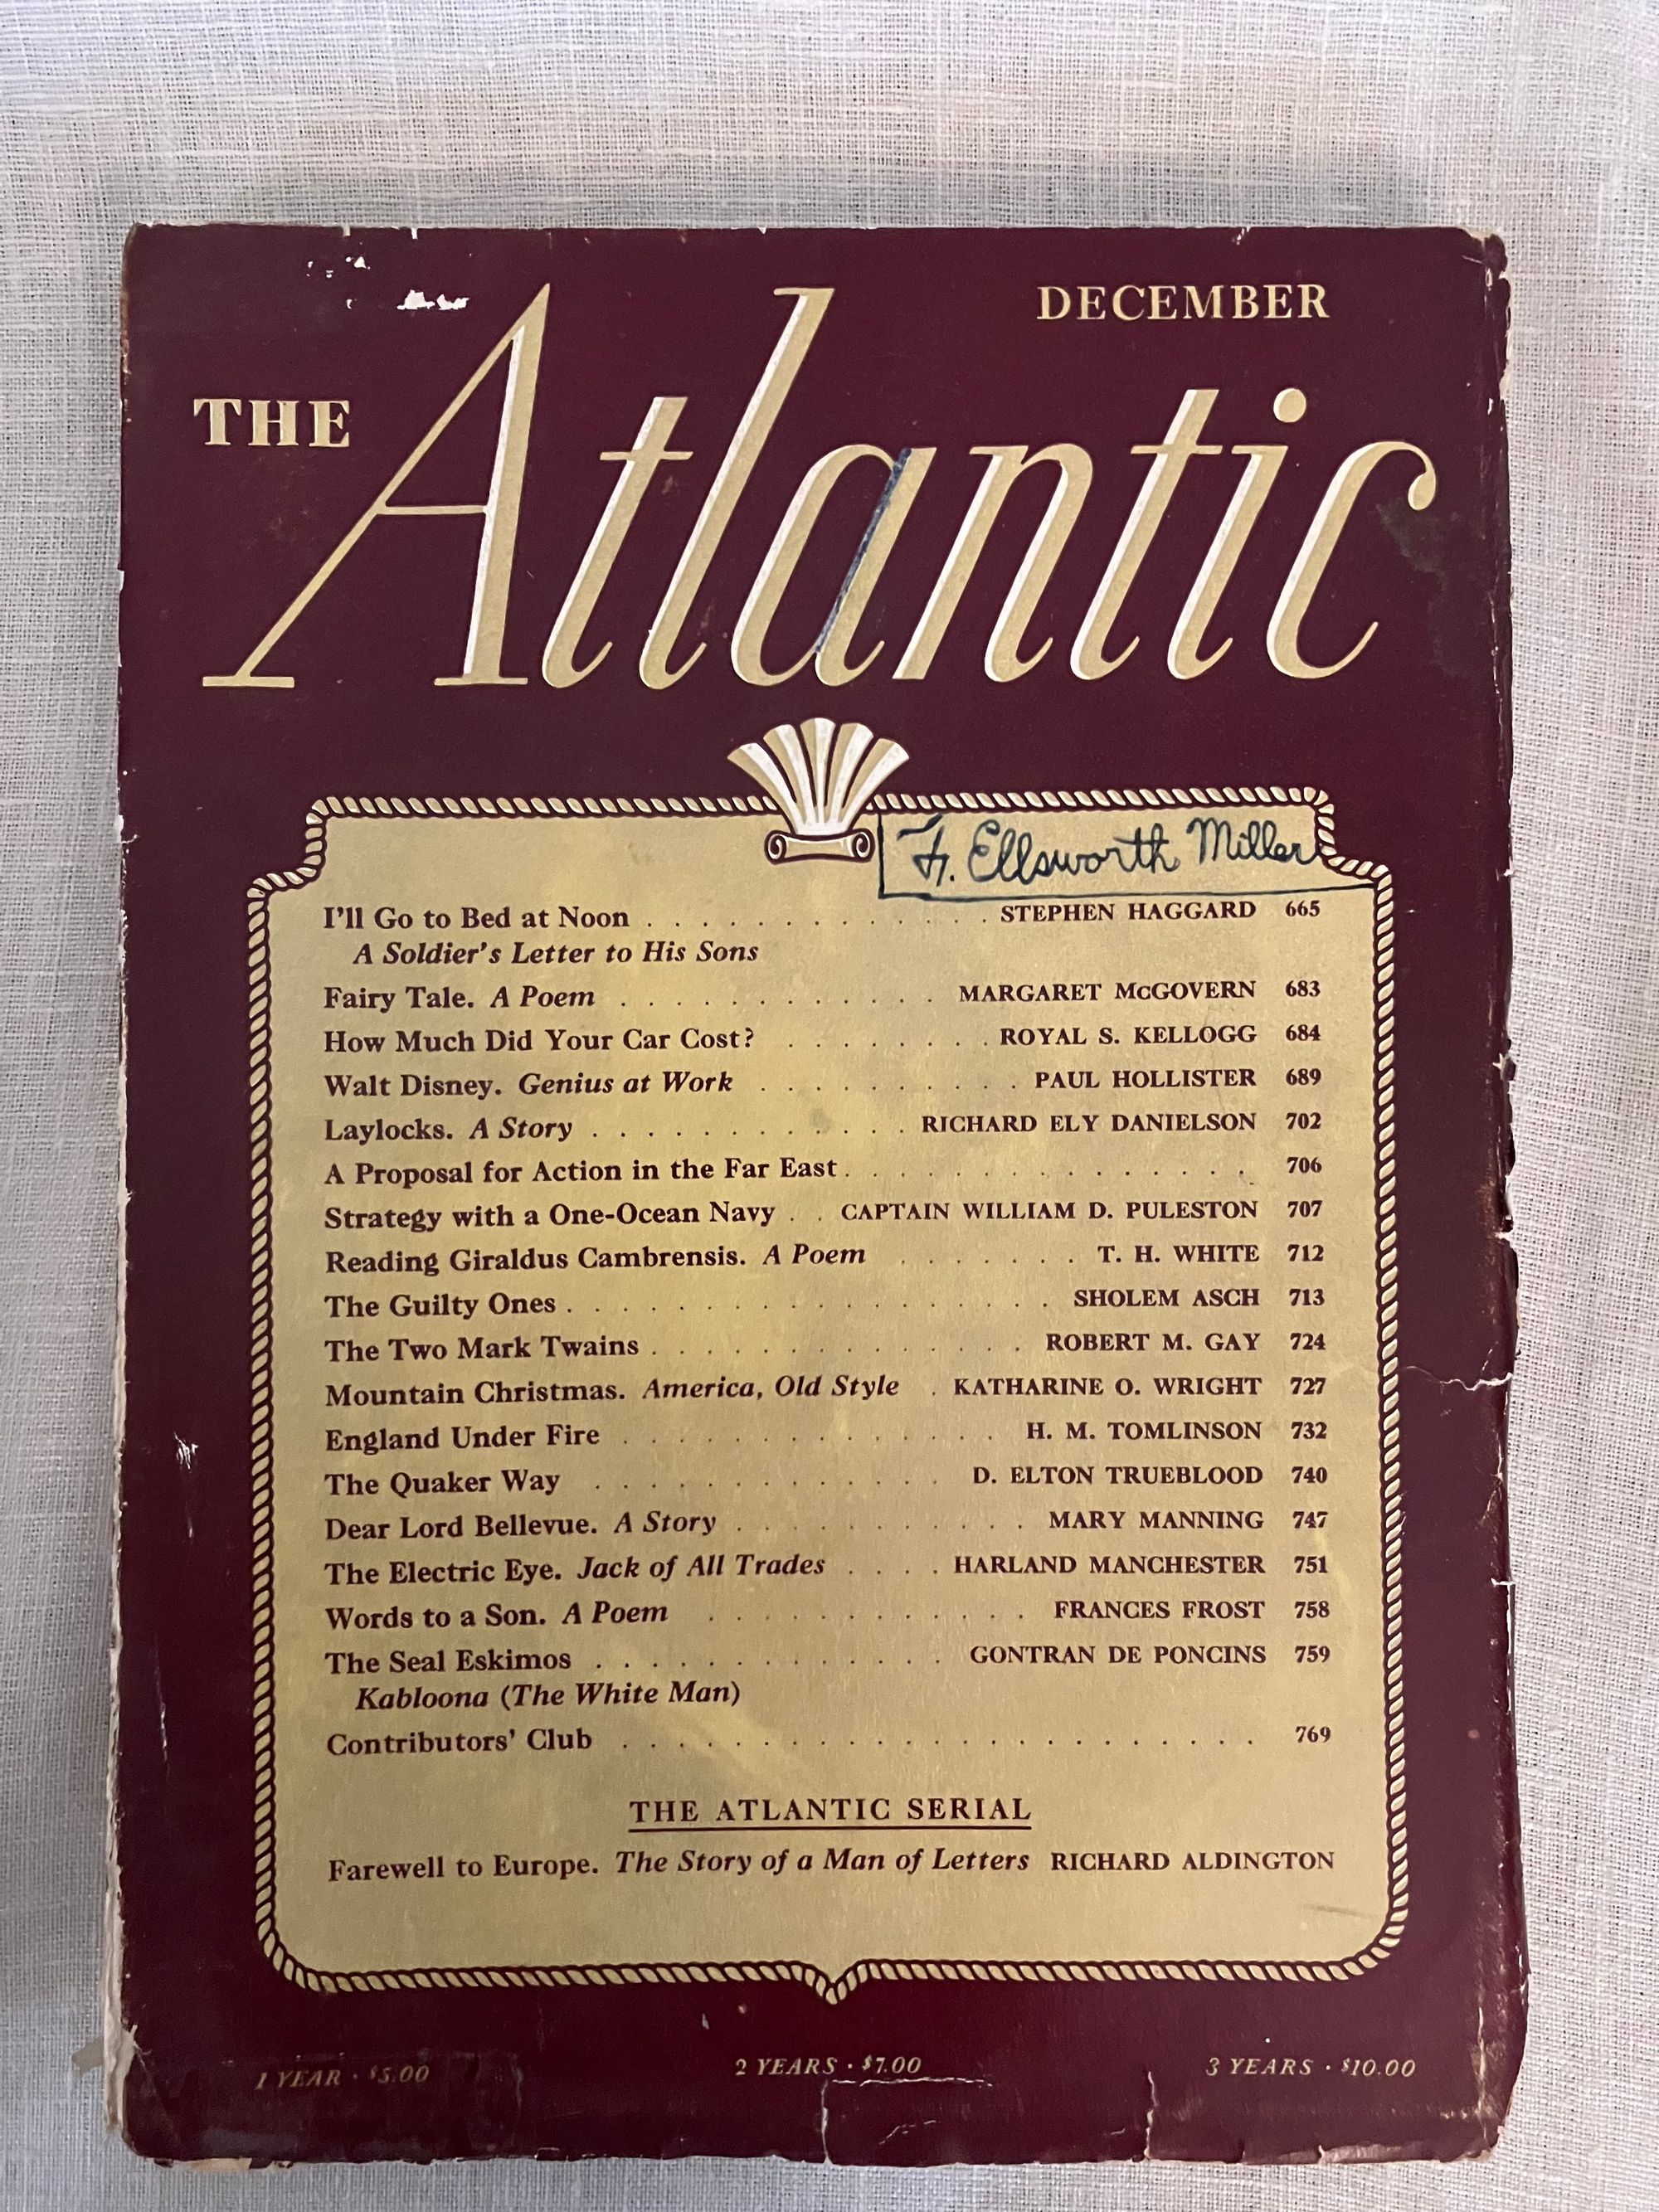 DECEMBER
THE Atlantic
F. Ellsworth Miller
I'll Go to Bed at Noon . . . . . . . . . . . . . STEPHEN HAGGARD 665
A Soldier's Letter to His Sons
Fairy Tale. A Poem . . . . . . . . . . . . MARGARET McGOVERN 683
How Much Did Your Car Cost? . . . . . . . . ROYAL S. KELLOGG 684
Walt Disney. Genius at Work . . . . . . . . . . PAUL HOLLISTER 689
Laylocks. A Story . . . . . . . . . . . . RICHARD ELY DANIELSON 702
A Proposal for Action in the Far East . . . . . . . . . . . . . . . 706
Strategy with a One-Ocean Navy . . CAPTAIN WILLIAM D. PULESTON 707
Reading Giraldus Cambrensis. A Poem . . . . . . . T. H. WHITE 712
The Guilty Ones . . . . . . . . . . . . . . . . . . SHOLEM ASCH 713
The Two Mark Twains . . . . . . . . . . . . . . ROBERT M. GAY 724
Mountain Christmas. America, Old Style . KATHARINE O. WRIGHT 727
England Under Fire . . . . . . . . . . . . . . H. M. TOMLINSON 732
The Quaker Way . . . . . . . . . . . . . D. ELTON TRUEBLOOD 740
Dear Lord Bellevue. A Story . . . . . . . . . . . MARY MANNING 747
The Electric Eye. Jack of All Trades . . . . HARLAND MANCHESTER 751
Words to a Son. A Poem . . . . . . . . . . . . FRANCES FROST 758
The Seal Eskimos . . . . . . . . . . . . . GONTRAN DE PONCINS 759
Kabloona (The White Man)
Contributors' Club . . . . . . . . . . . . . . . . . . . . . . . 769
THE ATLANTIC SERIAL
Farewell to Europe. The Story of a Man of Letters RICHARD ALDINGTON
1 YEAR · $5.00 2 YEARS · $7.00 3 YEARS · $10.00